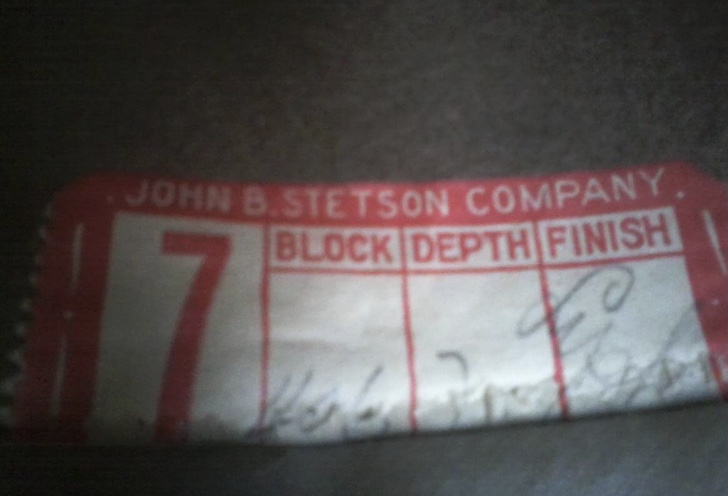 . JOHN B. STETSON COMPANY .
7 BLOCK DEPTH FINISH